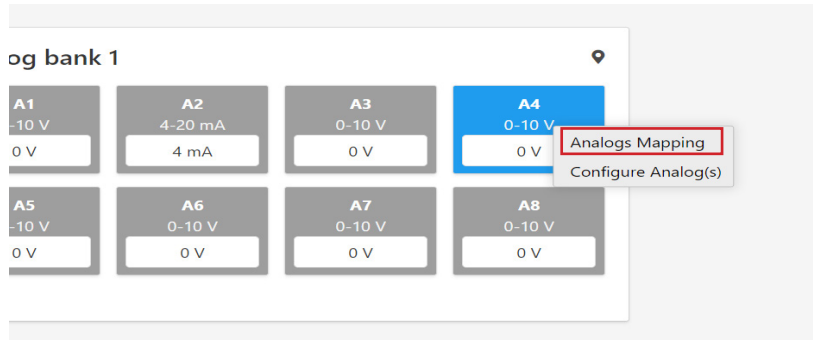 og bank 1
A1
-10 V
0 V
A2
4-20 mA
4 mA
A3
0-10 V
0 V
A4
0-10 V
0 V
Analogs Mapping
Configure Analog(s)
A5
-10 V
0 V
A6
0-10 V
0 V
A7
0-10 V
0 V
A8
0-10 V
0 V